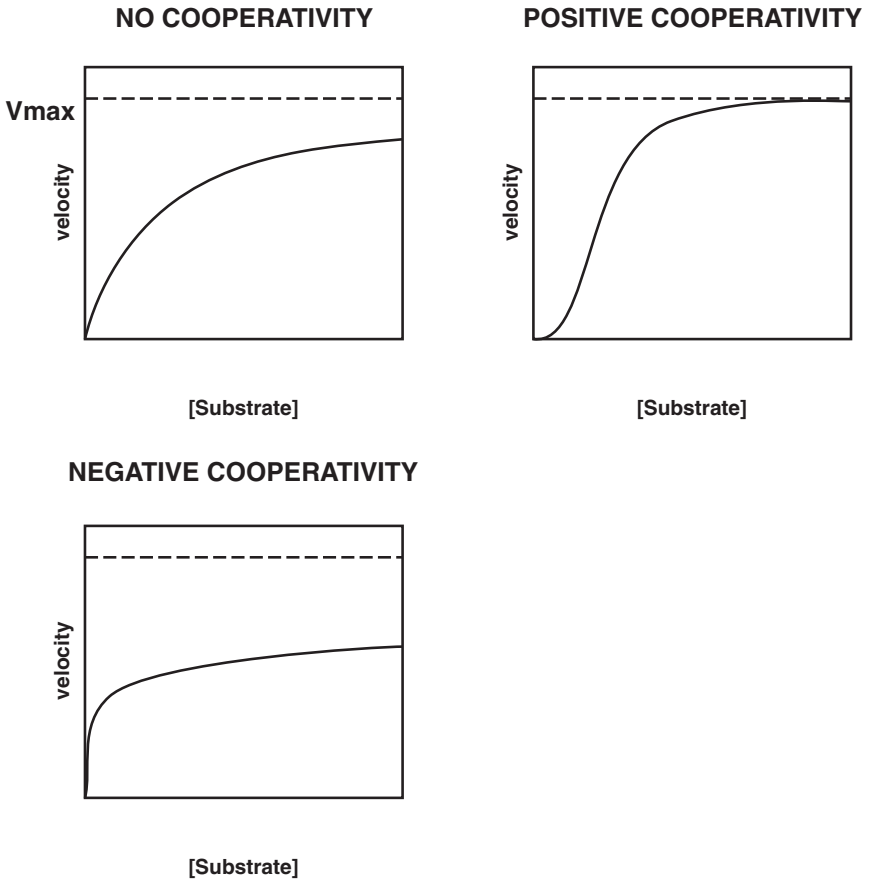 NO COOPERATIVITY
POSITIVE COOPERATIVITY
Vmax
velocity
velocity
[Substrate]
[Substrate]
NEGATIVE COOPERATIVITY
velocity
[Substrate]